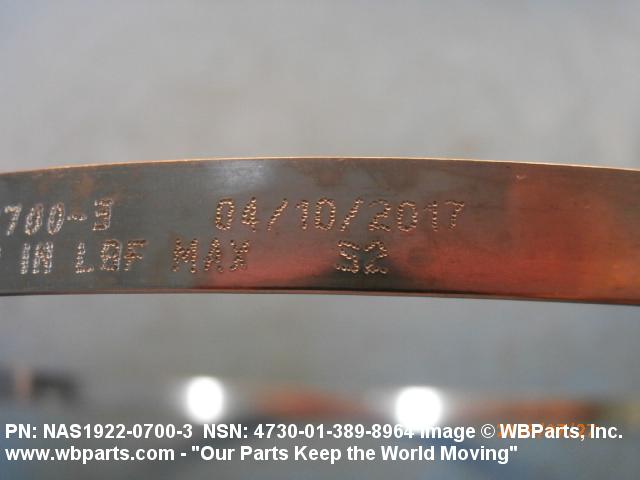 700-3 04/10/2017
IN LBF MAX S2
PN: NAS1922-0700-3 NSN: 4730-01-389-8964 Image © WBParts, Inc.
www.wbparts.com - "Our Parts Keep the World Moving"